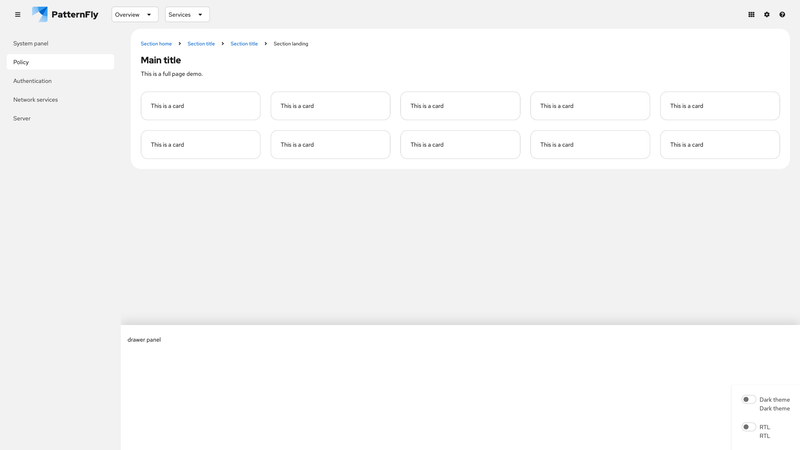 PatternFly
Overview
Services
System panel
Policy
Authentication
Network services
Server
Section home
Section title
Section title
Section landing
Main title
This is a full page demo.
This is a card
This is a card
This is a card
This is a card
This is a card
This is a card
This is a card
This is a card
This is a card
This is a card
drawer panel
Dark theme
Dark theme
RTL
RTL